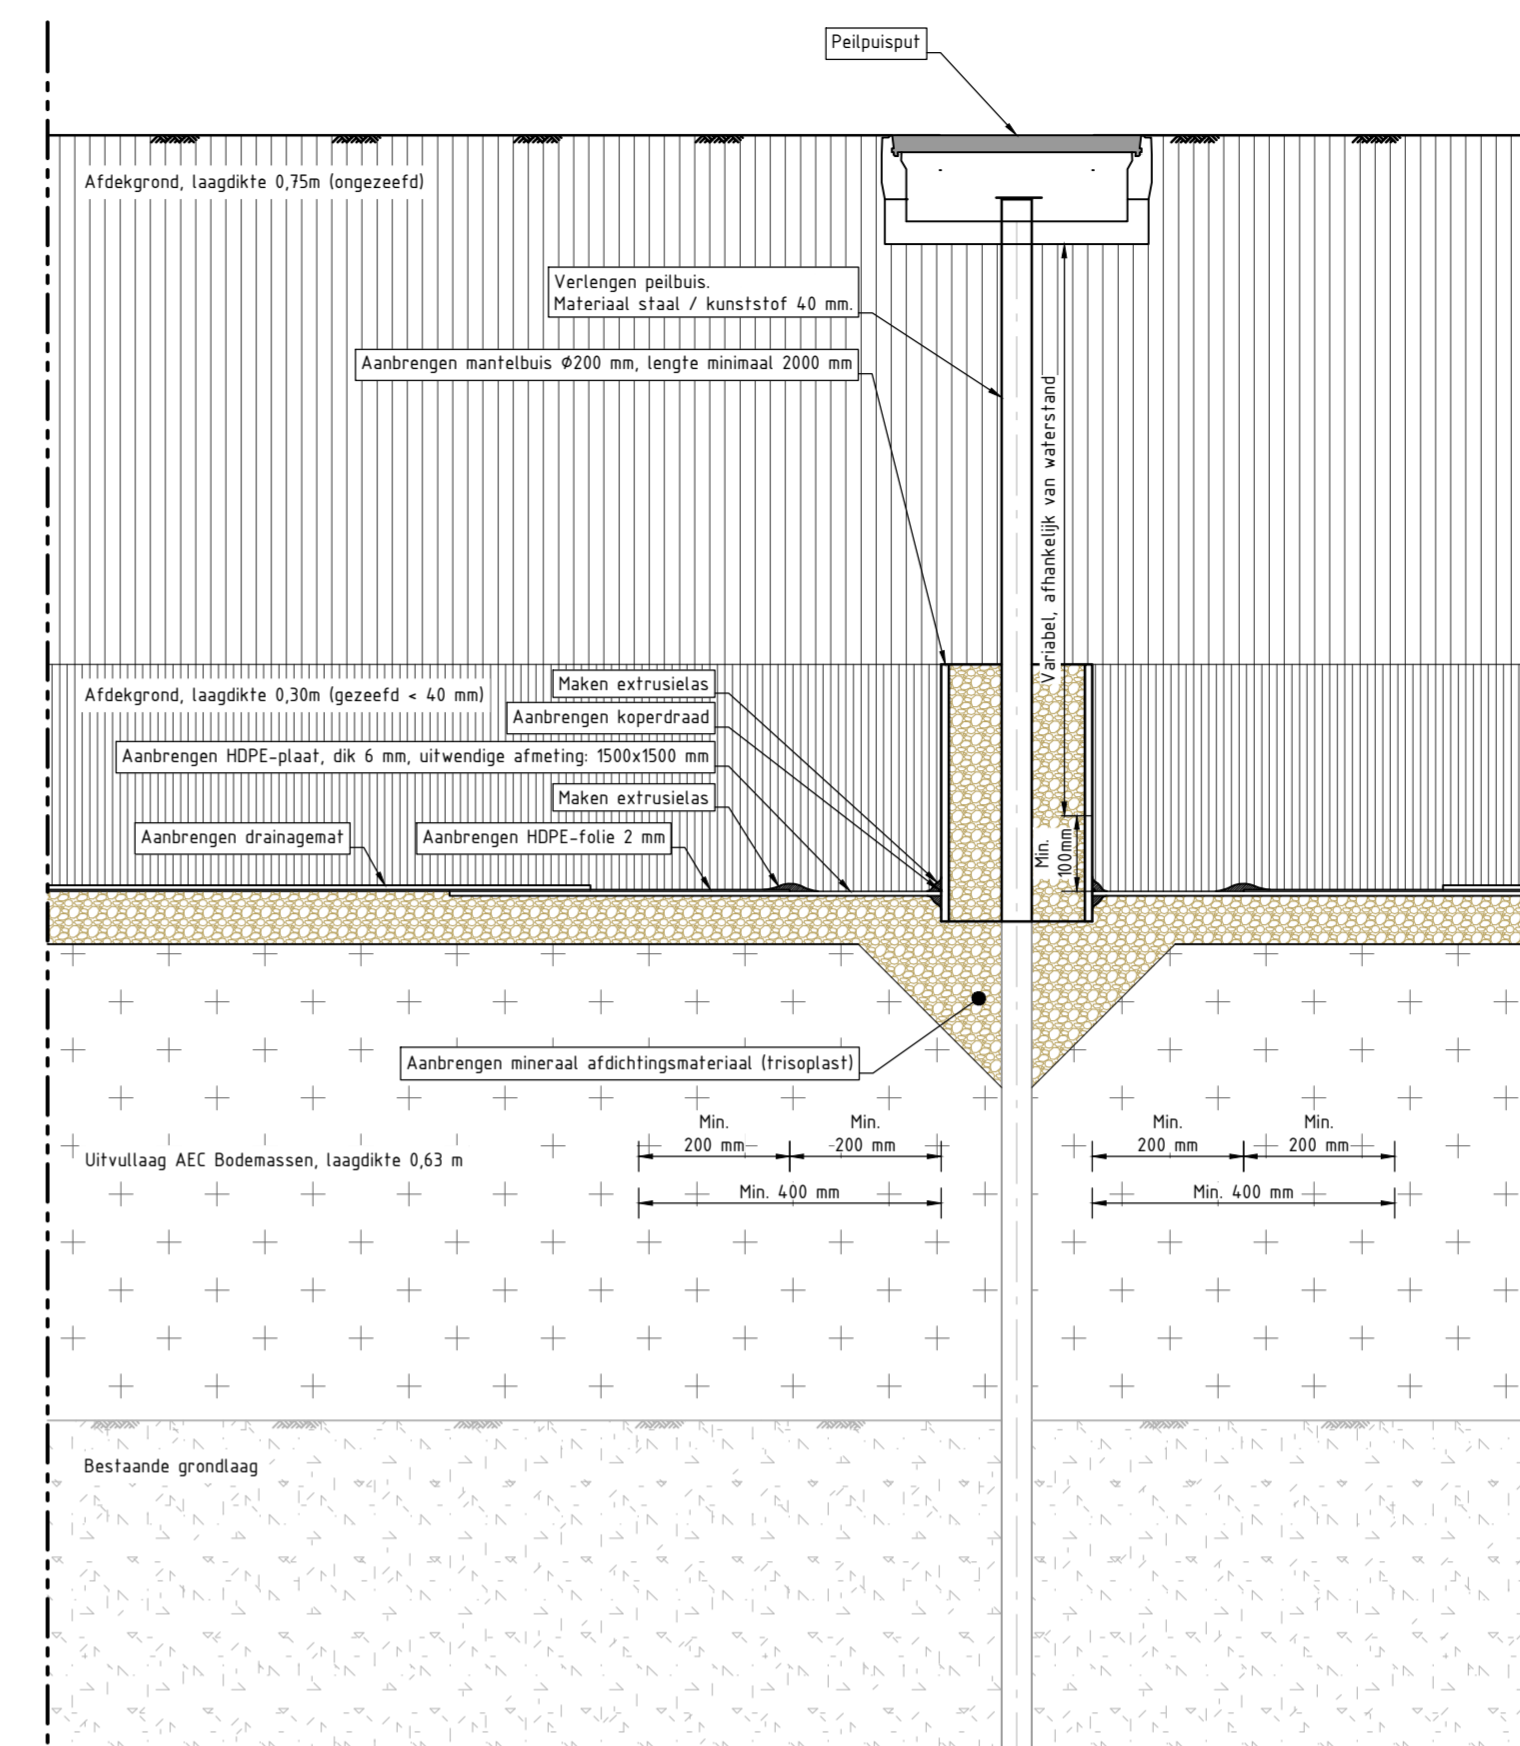 Peilpuisput
Afdekgrond, laagdikte 0,75m (ongezeefd)
Verlengen peilbuis.
Materiaal staal / kunststof 40 mm.
Aanbrengen mantelbuis Ø200 mm, lengte minimaal 2000 mm
Variabel, afhankelijk van waterstand
Afdekgrond, laagdikte 0,30m (gezeefd < 40 mm)
Maken extrusielas
Aanbrengen koperdraad
Aanbrengen HDPE-plaat, dik 6 mm, uitwendige afmeting: 1500x1500 mm
Maken extrusielas
Aanbrengen drainagemat
Aanbrengen HDPE-folie 2 mm
Min.
100mm
Aanbrengen mineraal afdichtingsmateriaal (trisoplast)
Min.
200 mm
Min.
200 mm
Min.
200 mm
Min.
200 mm
Min. 400 mm
Min. 400 mm
Uitvullaag AEC Bodemassen, laagdikte 0,63 m
Bestaande grondlaag